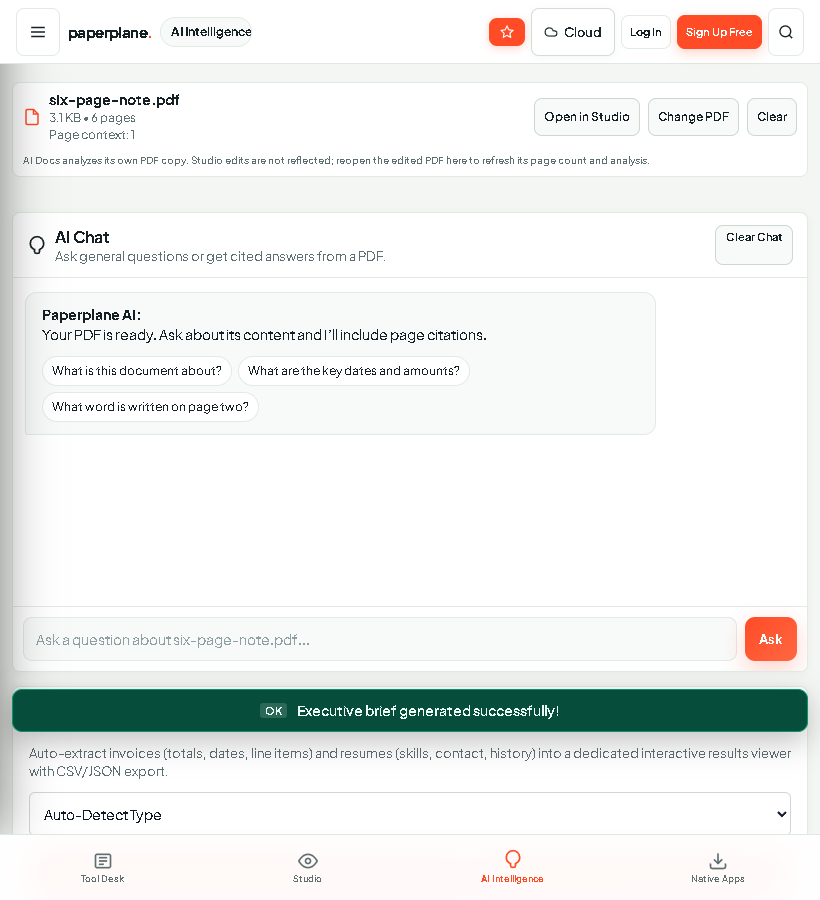 paperplane.
AI Intelligence
Cloud
Log In
Sign Up Free
six-page-note.pdf
3.1 KB • 6 pages
Page context: 1
Open in Studio
Change PDF
Clear
AI Docs analyzes its own PDF copy. Studio edits are not reflected; reopen the edited PDF here to refresh its page count and analysis.
AI Chat
Ask general questions or get cited answers from a PDF.
Clear Chat
Paperplane AI:
Your PDF is ready. Ask about its content and I'll include page citations.
What is this document about?
What are the key dates and amounts?
What word is written on page two?
Ask a question about six-page-note.pdf...
Ask
OK Executive brief generated successfully!
Auto-extract invoices (totals, dates, line items) and resumes (skills, contact, history) into a dedicated interactive results viewer
with CSV/JSON export.
Auto-Detect Type
Tool Desk
Studio
AI Intelligence
Native Apps